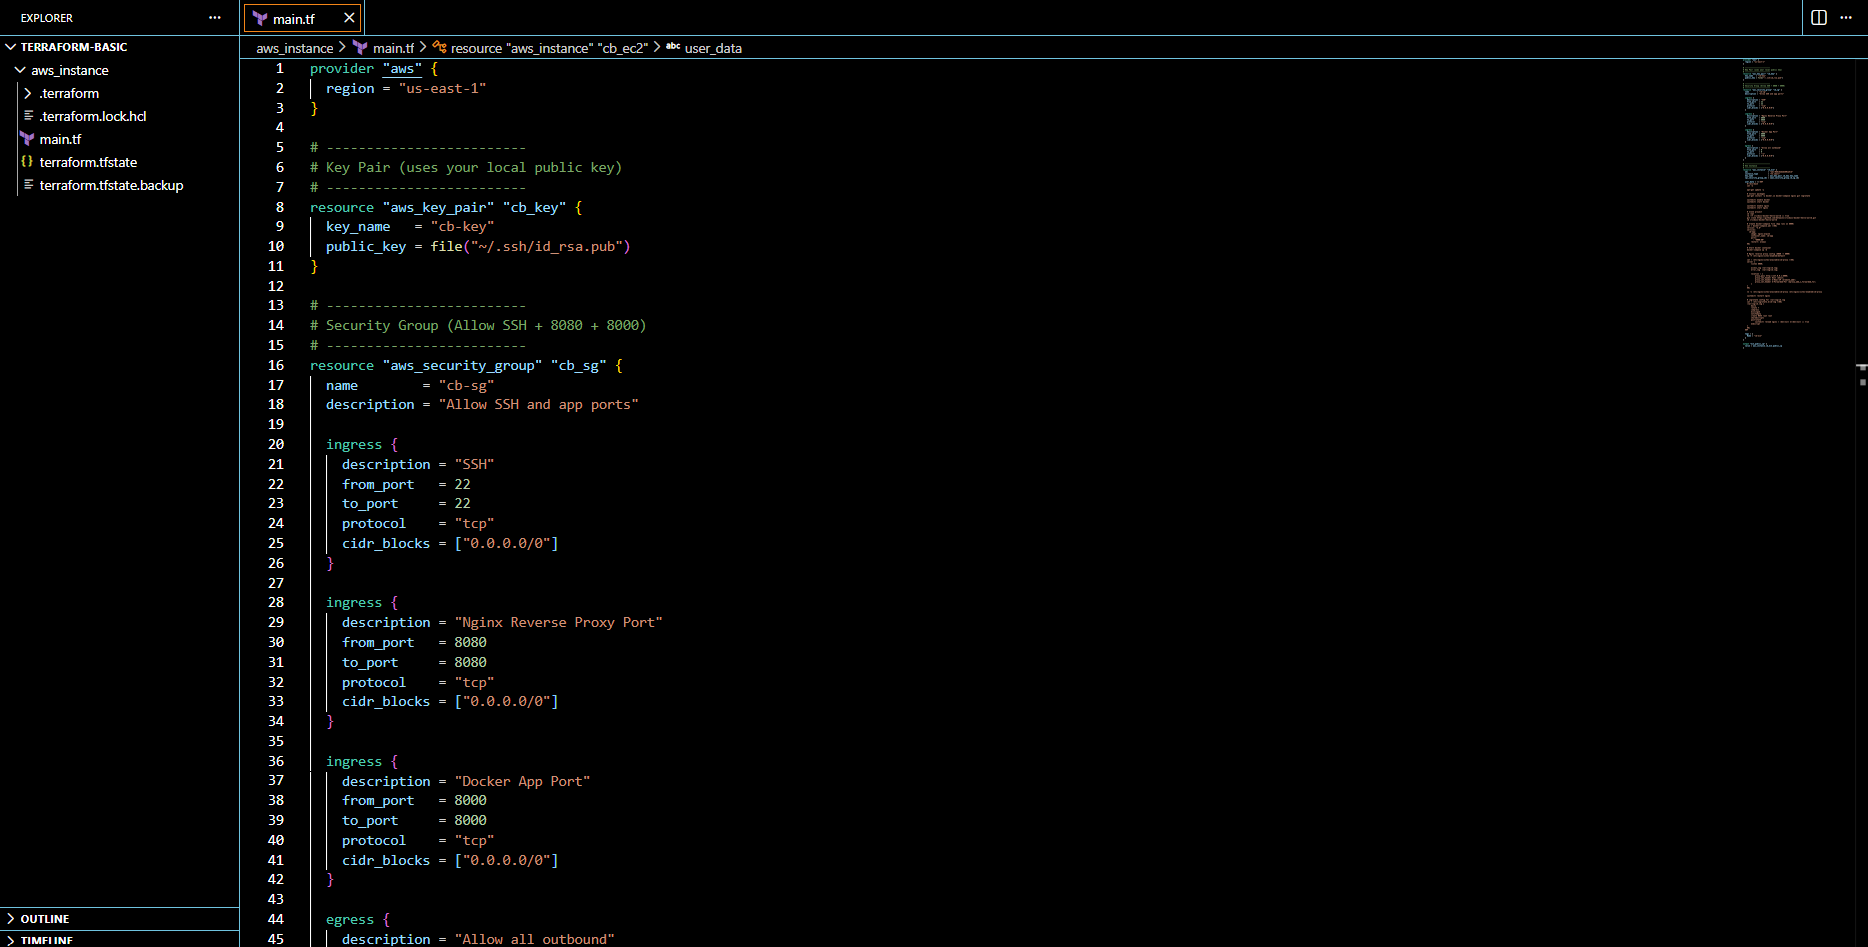 EXPLORER
TERRAFORM-BASIC
aws_instance
.terraform
.terraform.lock.hcl
main.tf
terraform.tfstate
terraform.tfstate.backup
OUTLINE
TIMELINE
main.tf
aws_instance > main.tf > resource "aws_instance" "cb_ec2" > abc user_data
1 provider "aws" {
2   region = "us-east-1"
3 }
4
5 # -------------------------
6 # Key Pair (uses your local public key)
7 # -------------------------
8 resource "aws_key_pair" "cb_key" {
9   key_name   = "cb-key"
10   public_key = file("~/.ssh/id_rsa.pub")
11 }
12
13 # -------------------------
14 # Security Group (Allow SSH + 8080 + 8000)
15 # -------------------------
16 resource "aws_security_group" "cb_sg" {
17   name        = "cb-sg"
18   description = "Allow SSH and app ports"
19
20   ingress {
21     description = "SSH"
22     from_port   = 22
23     to_port     = 22
24     protocol    = "tcp"
25     cidr_blocks = ["0.0.0.0/0"]
26   }
27
28   ingress {
29     description = "Nginx Reverse Proxy Port"
30     from_port   = 8080
31     to_port     = 8080
32     protocol    = "tcp"
33     cidr_blocks = ["0.0.0.0/0"]
34   }
35
36   ingress {
37     description = "Docker App Port"
38     from_port   = 8000
39     to_port     = 8000
40     protocol    = "tcp"
41     cidr_blocks = ["0.0.0.0/0"]
42   }
43
44   egress {
45     description = "Allow all outbound"